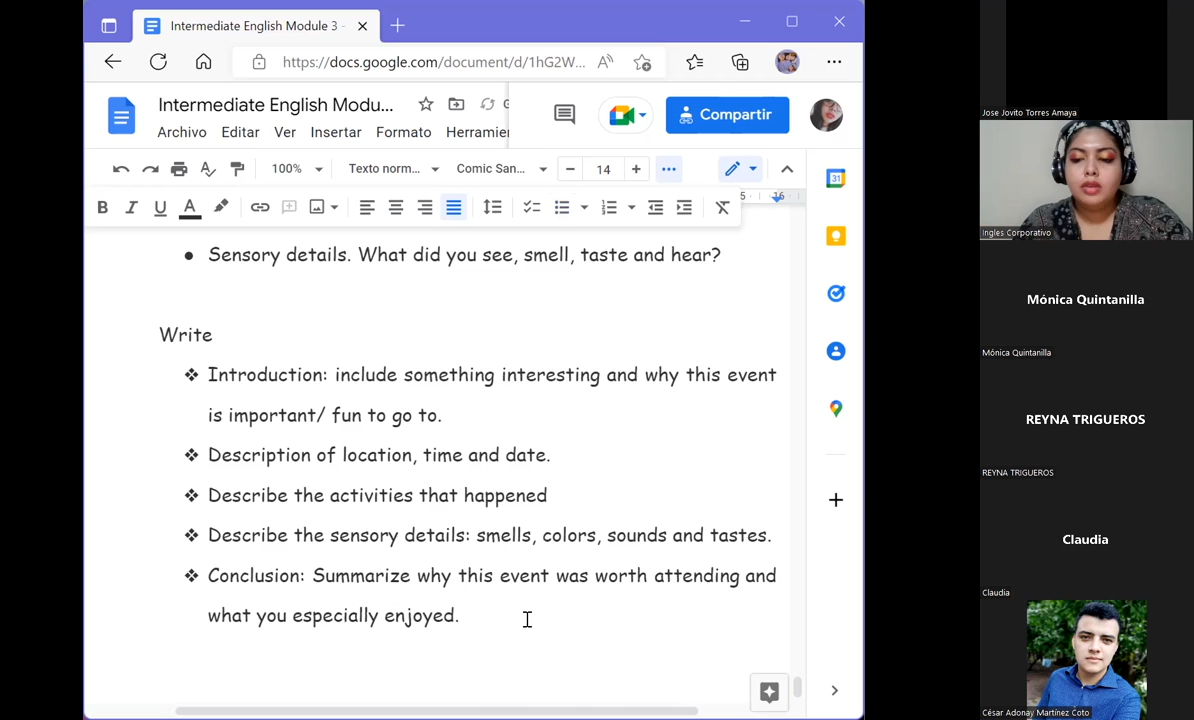 Intermediate English Module 3 -
https://docs.google.com/document/d/1hG2W...
Intermediate English Modu...
Compartir
Archivo Editar Ver Insertar Formato Herramie
100% Texto norm... Comic San... 14
5 16
31
B I U A
Sensory details. What did you see, smell, taste and hear?
Write
Introduction: include something interesting and why this event
is important/ fun to go to.
Description of location, time and date.
Describe the activities that happened
Describe the sensory details: smells, colors, sounds and tastes.
Conclusion: Summarize why this event was worth attending and
what you especially enjoyed.
Jose Jovito Torres Amaya
Ingles Corporativo
Mónica Quintanilla
Mónica Quintanilla
REYNA TRIGUEROS
REYNA TRIGUEROS
Claudia
Claudia
César Adonay Martínez Coto